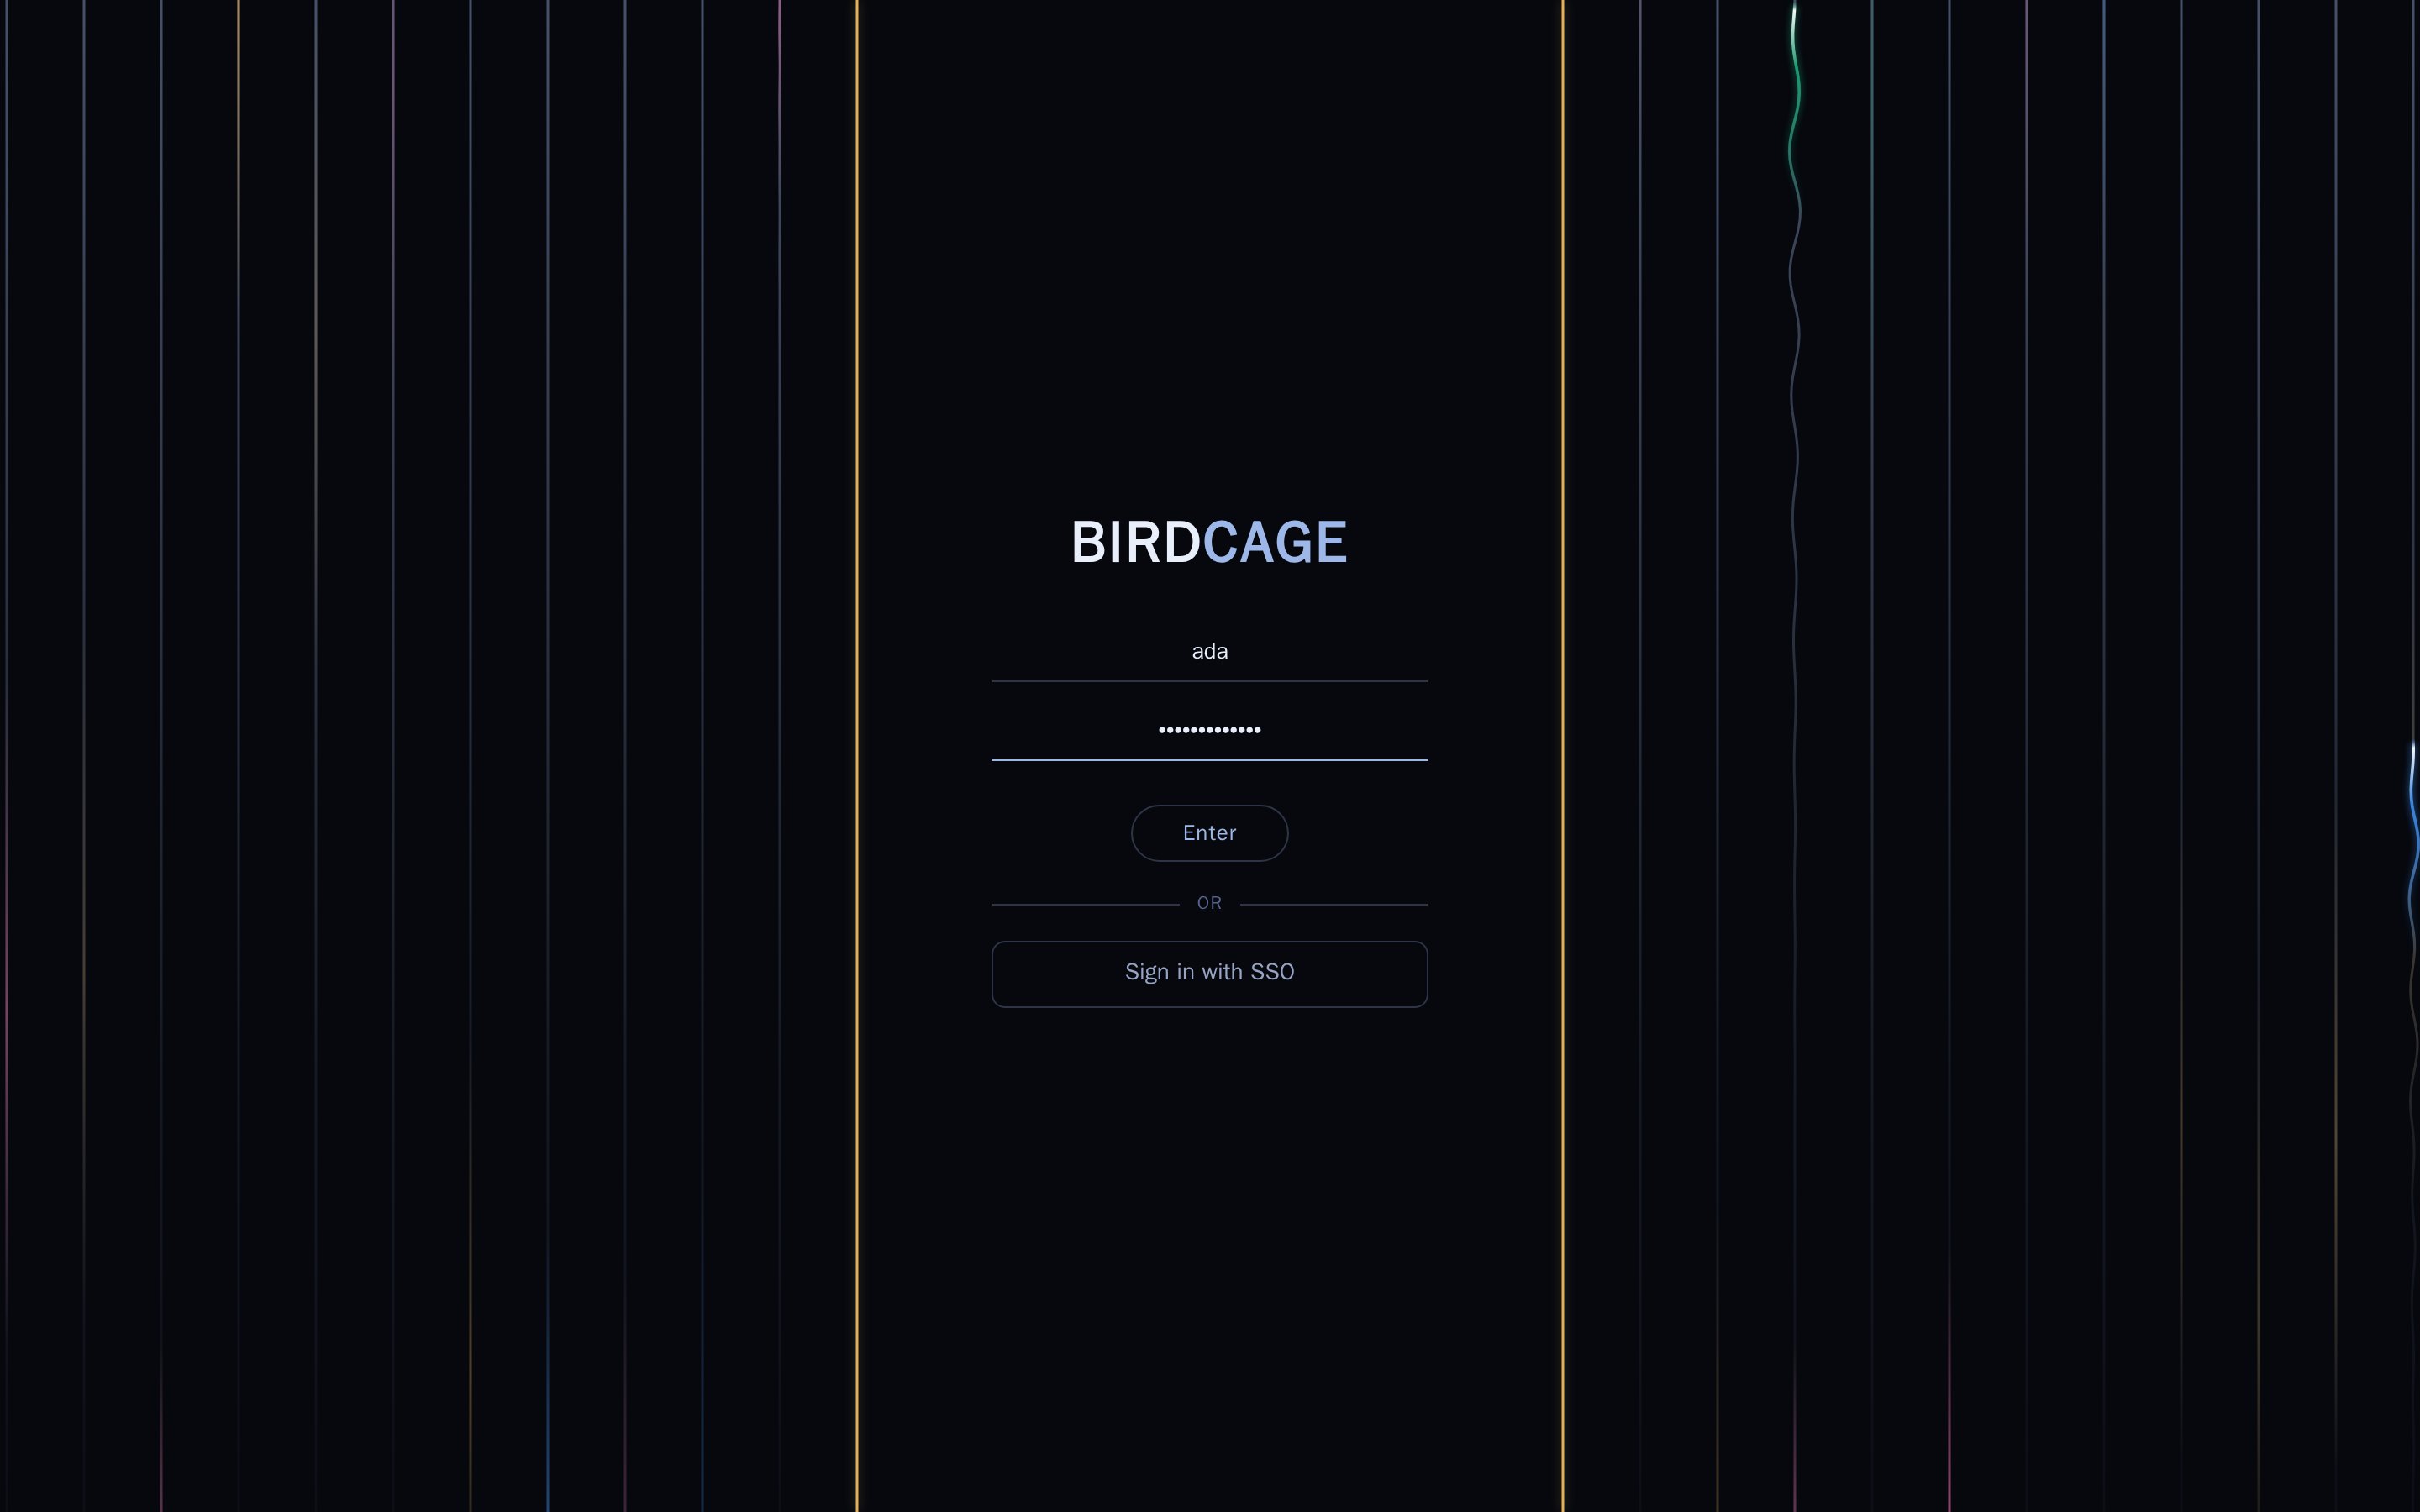 BIRDCAGE
ada
•••••••••••••
Enter
OR
Sign in with SSO